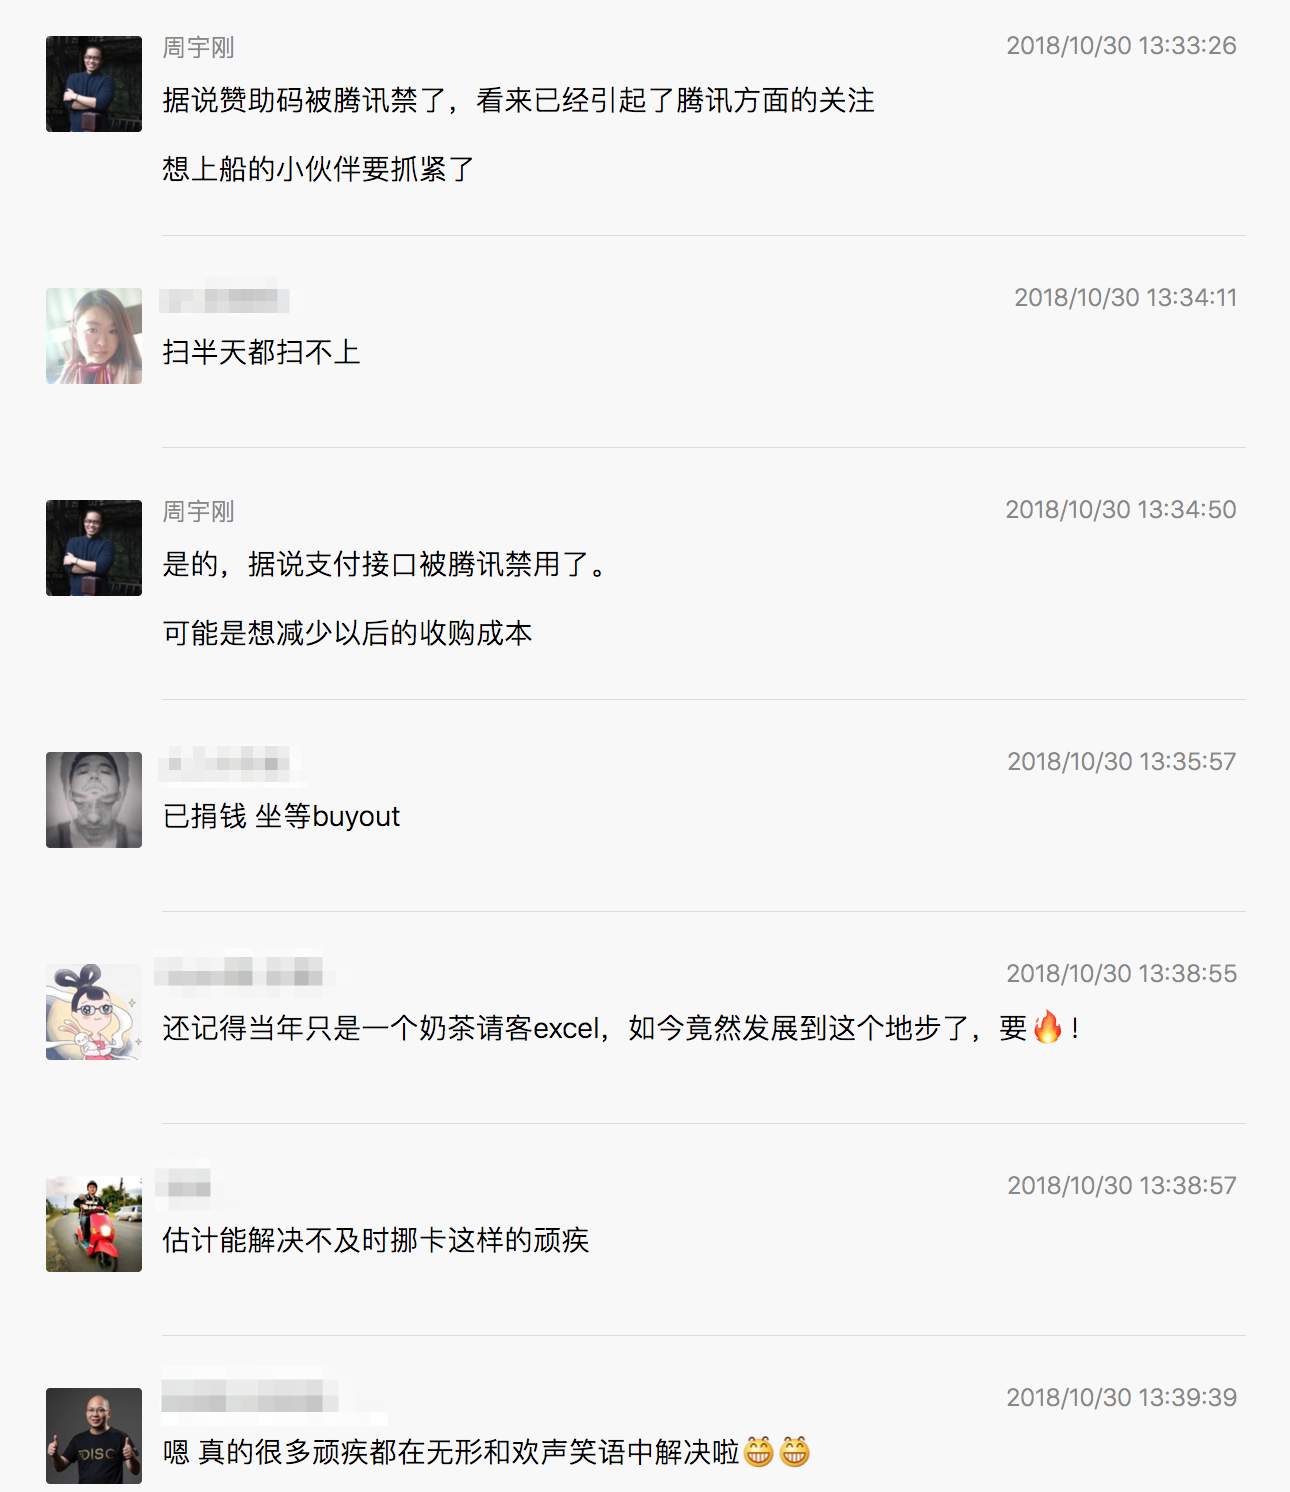 周宇刚
2018/10/30 13:33:26
据说赞助码被腾讯禁了，看来已经引起了腾讯方面的关注
想上船的小伙伴要抓紧了
2018/10/30 13:34:11
扫半天都扫不上
周宇刚
2018/10/30 13:34:50
是的，据说支付接口被腾讯禁用了。
可能是想减少以后的收购成本
2018/10/30 13:35:57
已捐钱 坐等buyout
2018/10/30 13:38:55
还记得当年只是一个奶茶请客excel，如今竟然发展到这个地步了，要🔥！
2018/10/30 13:38:57
估计能解决不及时挪卡这样的顽疾
2018/10/30 13:39:39
DISC
嗯 真的很多顽疾都在无形和欢声笑语中解决啦😁😁